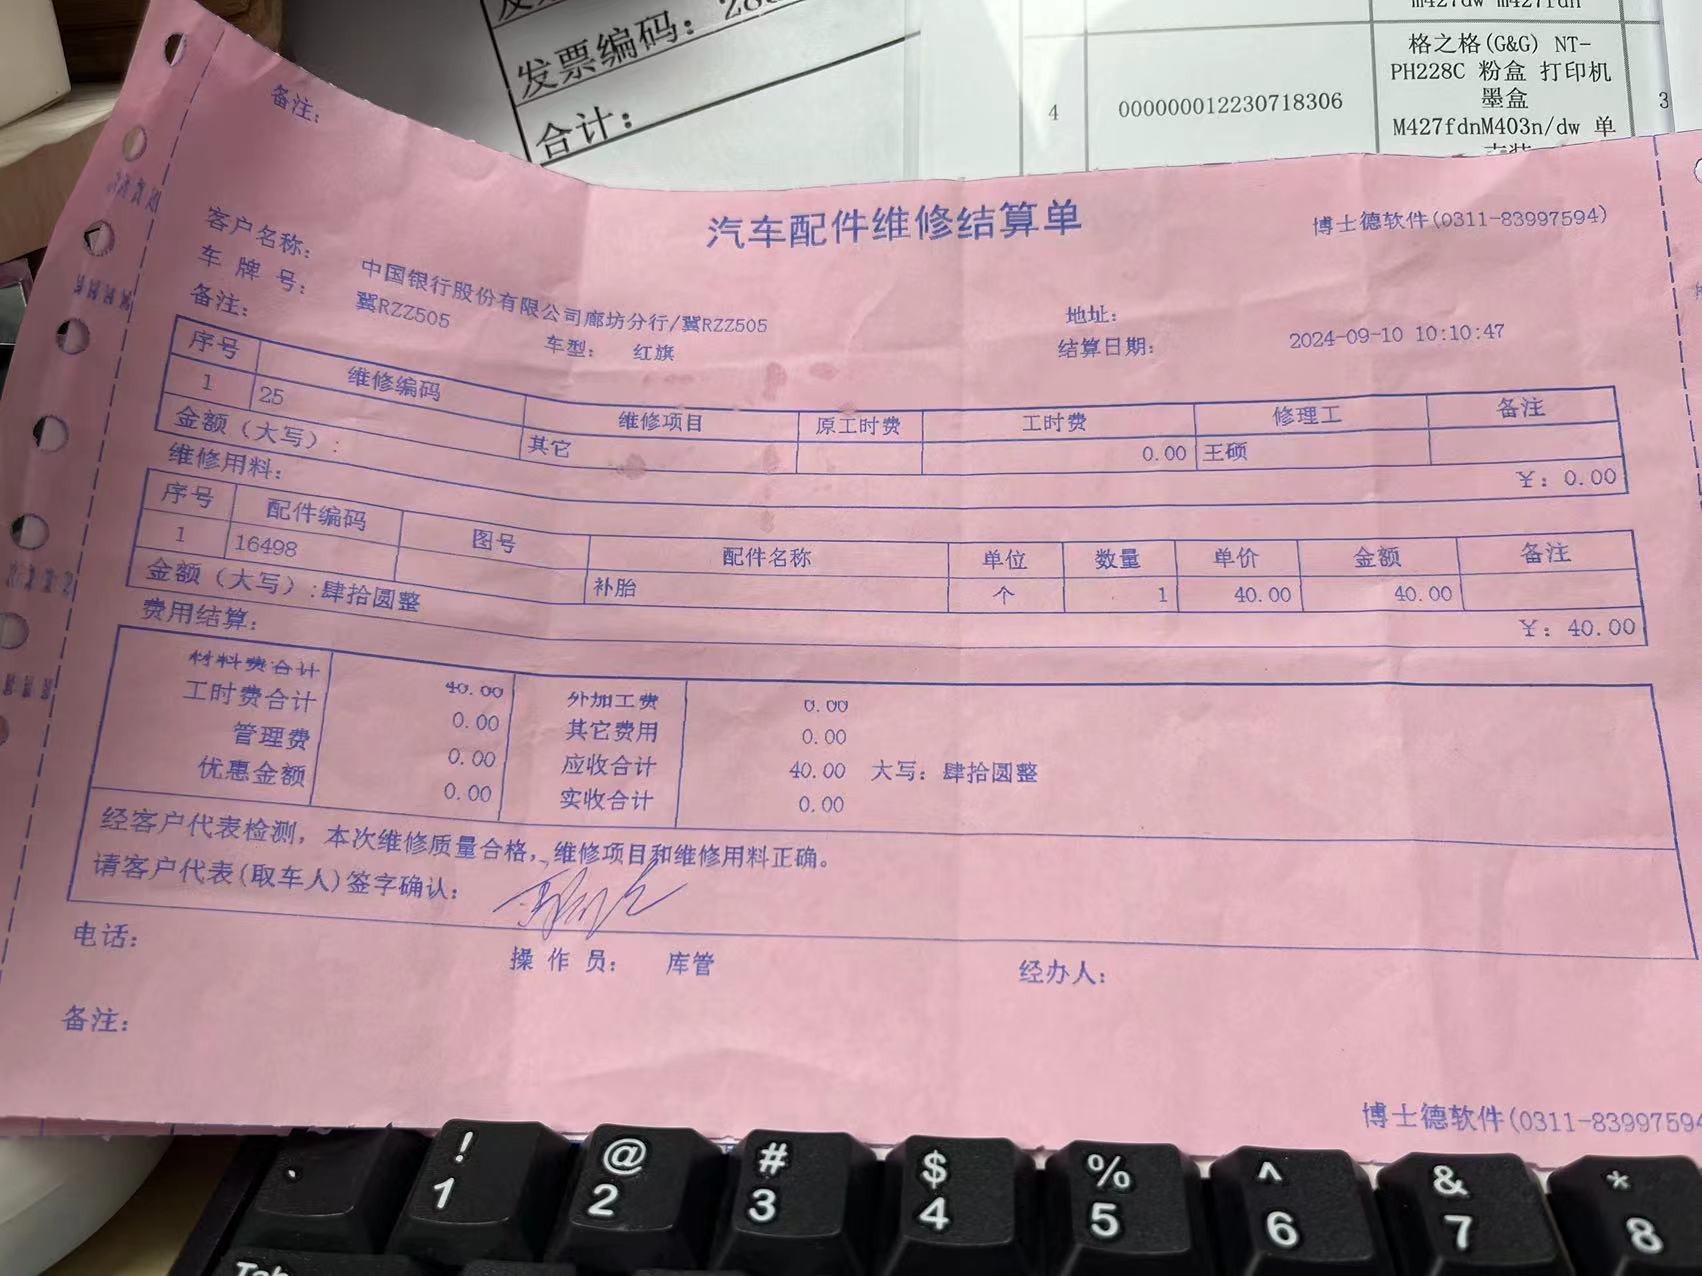 发票编码:
合计:
m427dw m427fdn
4 000000012230718306 格之格(G&G) NT-
PH228C 粉盒 打印机
墨盒
M427fdnM403n/dw 单
支装
3
备注:
汽车配件维修结算单
博士德软件(0311-83997594)
客户名称: 中国银行股份有限公司廊坊分行/冀RZZ505 地址:
车牌号: 冀RZZ505 车型: 红旗 结算日期: 2024-09-10 10:10:47
备注:
序号 维修编码 维修项目 原工时费 工时费 修理工 备注
1 25 其它 0.00 王硕
金额（大写）: ¥: 0.00
维修用料:
序号 配件编码 图号 配件名称 单位 数量 单价 金额 备注
1 16498 补胎 个 1 40.00 40.00
金额（大写）:肆拾圆整 ¥: 40.00
费用结算:
材料费合计 40.00 外加工费 0.00
工时费合计 0.00 其它费用 0.00
管理费 0.00 应收合计 40.00 大写: 肆拾圆整
优惠金额 0.00 实收合计 0.00
经客户代表检测，本次维修质量合格，维修项目和维修用料正确。
请客户代表(取车人)签字确认:
电话: 操作员: 库管 经办人:
备注:
博士德软件(0311-83997594
! @ # $ % ^ & *
1 2 3 4 5 6 7 8
Tab